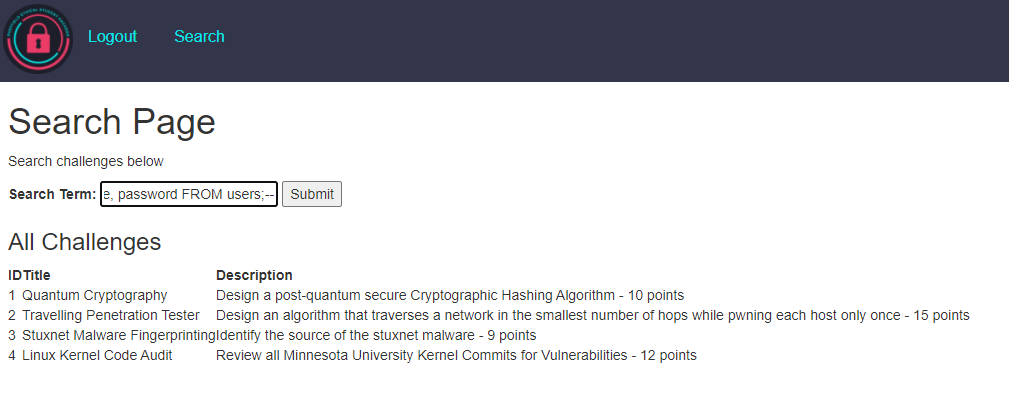 Logout Search
Search Page
Search challenges below
Search Term: e, password FROM users;-- Submit
All Challenges
ID Title Description
1 Quantum Cryptography Design a post-quantum secure Cryptographic Hashing Algorithm - 10 points
2 Travelling Penetration Tester Design an algorithm that traverses a network in the smallest number of hops while pwning each host only once - 15 points
3 Stuxnet Malware Fingerprinting Identify the source of the stuxnet malware - 9 points
4 Linux Kernel Code Audit Review all Minnesota University Kernel Commits for Vulnerabilities - 12 points